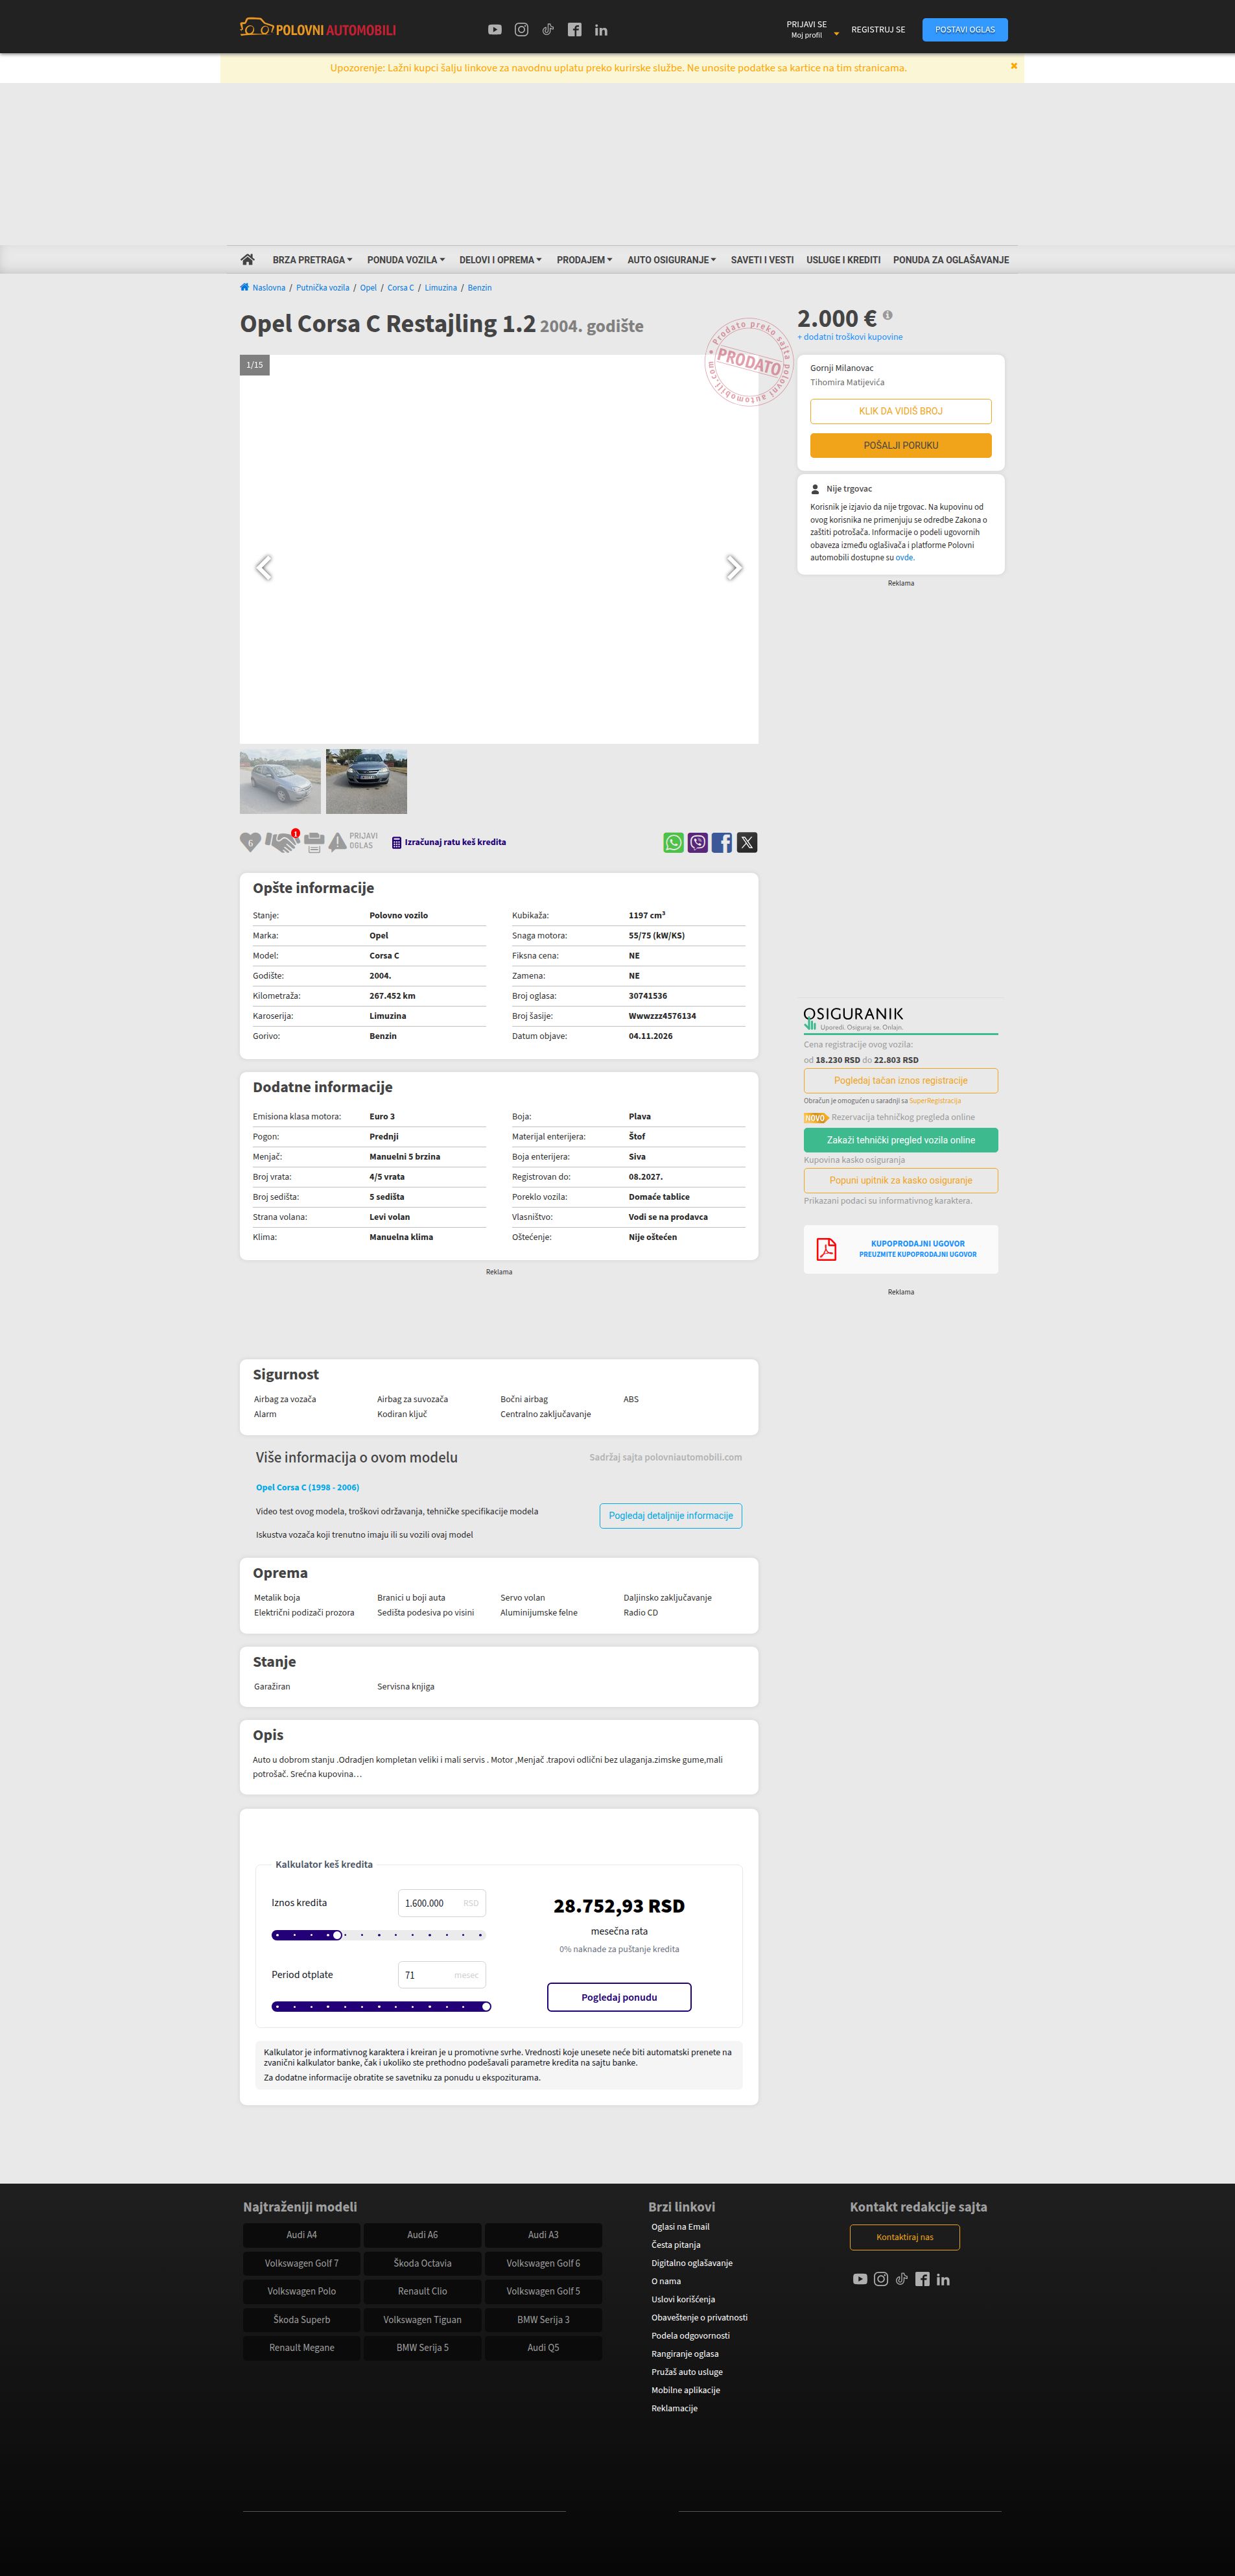 POLOVNI AUTOMOBILI
PRIJAVI SE
Moj profil
REGISTRUJ SE
POSTAVI OGLAS
Upozorenje: Lažni kupci šalju linkove za navodnu uplatu preko kurirske službe. Ne unosite podatke sa kartice na tim stranicama.
BRZA PRETRAGA PONUDA VOZILA DELOVI I OPREMA PRODAJEM AUTO OSIGURANJE SAVETI I VESTI USLUGE I KREDITI PONUDA ZA OGLAŠAVANJE
Naslovna / Putnička vozila / Opel / Corsa C / Limuzina / Benzin
Opel Corsa C Restajling 1.2 2004. godište
Prodato preko sajta
PRODATO
polovni automobili.com
1/15
2.000 €
+ dodatni troškovi kupovine
Gornji Milanovac
Tihomira Matijevića
KLIK DA VIDIŠ BROJ
POŠALJI PORUKU
Nije trgovac
Korisnik je izjavio da nije trgovac. Na kupovinu od
ovog korisnika ne primenjuju se odredbe Zakona o
zaštiti potrošača. Informacije o podeli ugovornih
obaveza između oglašivača i platforme Polovni
automobili dostupne su ovde.
Reklama
6
1
PRIJAVI
OGLAS
Izračunaj ratu keš kredita
Opšte informacije
Stanje: Polovno vozilo
Marka: Opel
Model: Corsa C
Godište: 2004.
Kilometraža: 267.452 km
Karoserija: Limuzina
Gorivo: Benzin
Kubikaža: 1197 cm³
Snaga motora: 55/75 (kW/KS)
Fiksna cena: NE
Zamena: NE
Broj oglasa: 30741536
Broj šasije: Wwwzzz4576134
Datum objave: 04.11.2026
Dodatne informacije
Emisiona klasa motora: Euro 3
Pogon: Prednji
Menjač: Manuelni 5 brzina
Broj vrata: 4/5 vrata
Broj sedišta: 5 sedišta
Strana volana: Levi volan
Klima: Manuelna klima
Boja: Plava
Materijal enterijera: Štof
Boja enterijera: Siva
Registrovan do: 08.2027.
Poreklo vozila: Domaće tablice
Vlasništvo: Vodi se na prodavca
Oštećenje: Nije oštećen
Reklama
OSIGURANIK
Uporedi. Osiguraj se. Onlajn.
Cena registracije ovog vozila:
od 18.230 RSD do 22.803 RSD
Pogledaj tačan iznos registracije
Obračun je omogućen u saradnji sa SuperRegistracija
NOVO Rezervacija tehničkog pregleda online
Zakaži tehnički pregled vozila online
Kupovina kasko osiguranja
Popuni upitnik za kasko osiguranje
Prikazani podaci su informativnog karaktera.
KUPOPRODAJNI UGOVOR
PREUZMITE KUPOPRODAJNI UGOVOR
Reklama
Sigurnost
Airbag za vozača Airbag za suvozača Bočni airbag ABS
Alarm Kodiran ključ Centralno zaključavanje
Više informacija o ovom modelu
Sadržaj sajta polovniautomobili.com
Opel Corsa C (1998 - 2006)
Video test ovog modela, troškovi održavanja, tehničke specifikacije modela
Iskustva vozača koji trenutno imaju ili su vozili ovaj model
Pogledaj detaljnije informacije
Oprema
Metalik boja Branici u boji auta Servo volan Daljinsko zaključavanje
Električni podizači prozora Sedišta podesiva po visini Aluminijumske felne Radio CD
Stanje
Garažiran Servisna knjiga
Opis
Auto u dobrom stanju .Odradjen kompletan veliki i mali servis . Motor ,Menjač .trapovi odlični bez ulaganja.zimske gume,mali
potrošač. Srećna kupovina…
Kalkulator keš kredita
Iznos kredita 1.600.000 RSD
Period otplate 71 mesec
28.752,93 RSD
mesečna rata
0% naknade za puštanje kredita
Pogledaj ponudu
Kalkulator je informativnog karaktera i kreiran je u promotivne svrhe. Vrednosti koje unesete neće biti automatski prenete na
zvanični kalkulator banke, čak i ukoliko ste prethodno podešavali parametre kredita na sajtu banke.
Za dodatne informacije obratite se savetniku za ponudu u ekspoziturama.
Najtraženiji modeli
Audi A4 Audi A6 Audi A3
Volkswagen Golf 7 Škoda Octavia Volkswagen Golf 6
Volkswagen Polo Renault Clio Volkswagen Golf 5
Škoda Superb Volkswagen Tiguan BMW Serija 3
Renault Megane BMW Serija 5 Audi Q5
Brzi linkovi
Oglasi na Email
Česta pitanja
Digitalno oglašavanje
O nama
Uslovi korišćenja
Obaveštenje o privatnosti
Podela odgovornosti
Rangiranje oglasa
Pružaš auto usluge
Mobilne aplikacije
Reklamacije
Kontakt redakcije sajta
Kontaktiraj nas